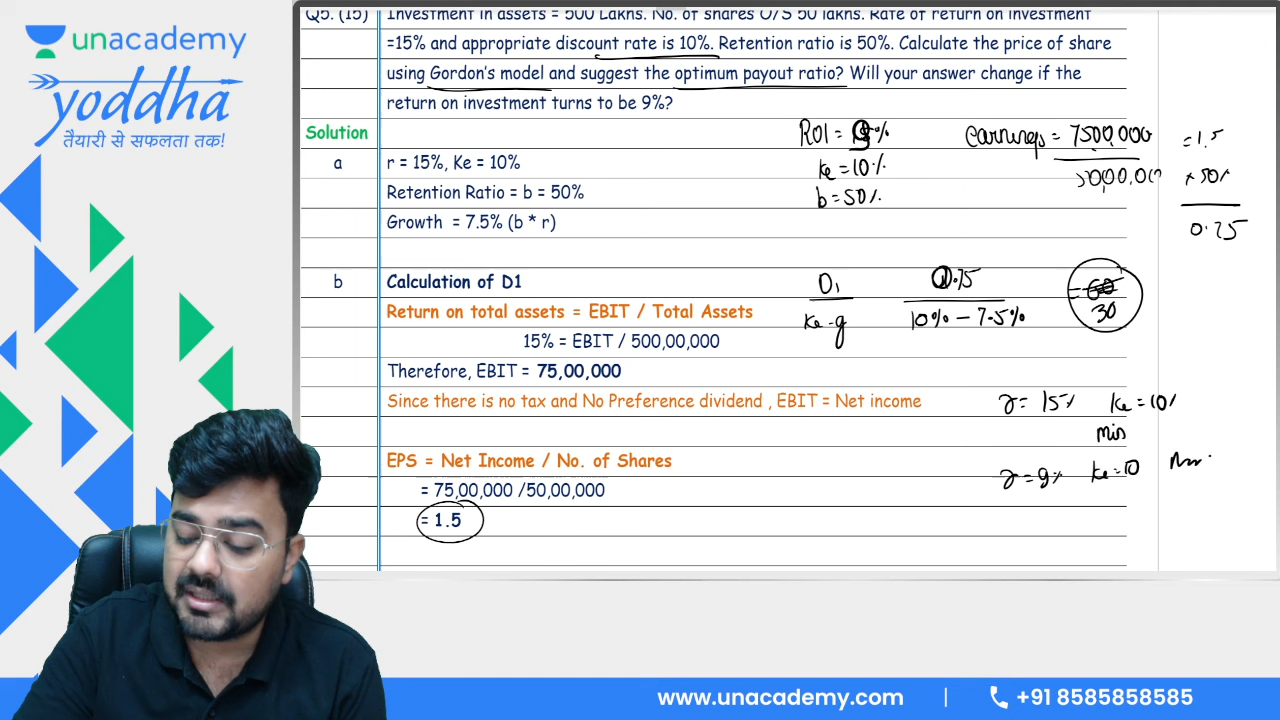 unacademy
yoddha
तैयारी से सफलता तक!
Q5. (15) Investment in assets = 500 Lakhs. No. of shares O/S 50 lakhs. Rate of return on investment
=15% and appropriate discount rate is 10%. Retention ratio is 50%. Calculate the price of share
using Gordon's model and suggest the optimum payout ratio? Will your answer change if the
return on investment turns to be 9%?
Solution
a r = 15%, Ke = 10%
Retention Ratio = b = 50%
Growth = 7.5% (b * r)
ROI = %
Ke = 10%
b = 50%
earnings = 7500,000 = 1.5
50,00,00 × 50%
0.75
b Calculation of D1
Return on total assets = EBIT / Total Assets
15% = EBIT / 500,00,000
Therefore, EBIT = 75,00,000
Since there is no tax and No Preference dividend , EBIT = Net income
D1 0.75 = 60
Ke - g 10% - 7.5% 30
r = 15% Ke = 10%
min
r = 9% Ke = 10
EPS = Net Income / No. of Shares
= 75,00,000 /50,00,000
= 1.5
www.unacademy.com | +91 8585858585